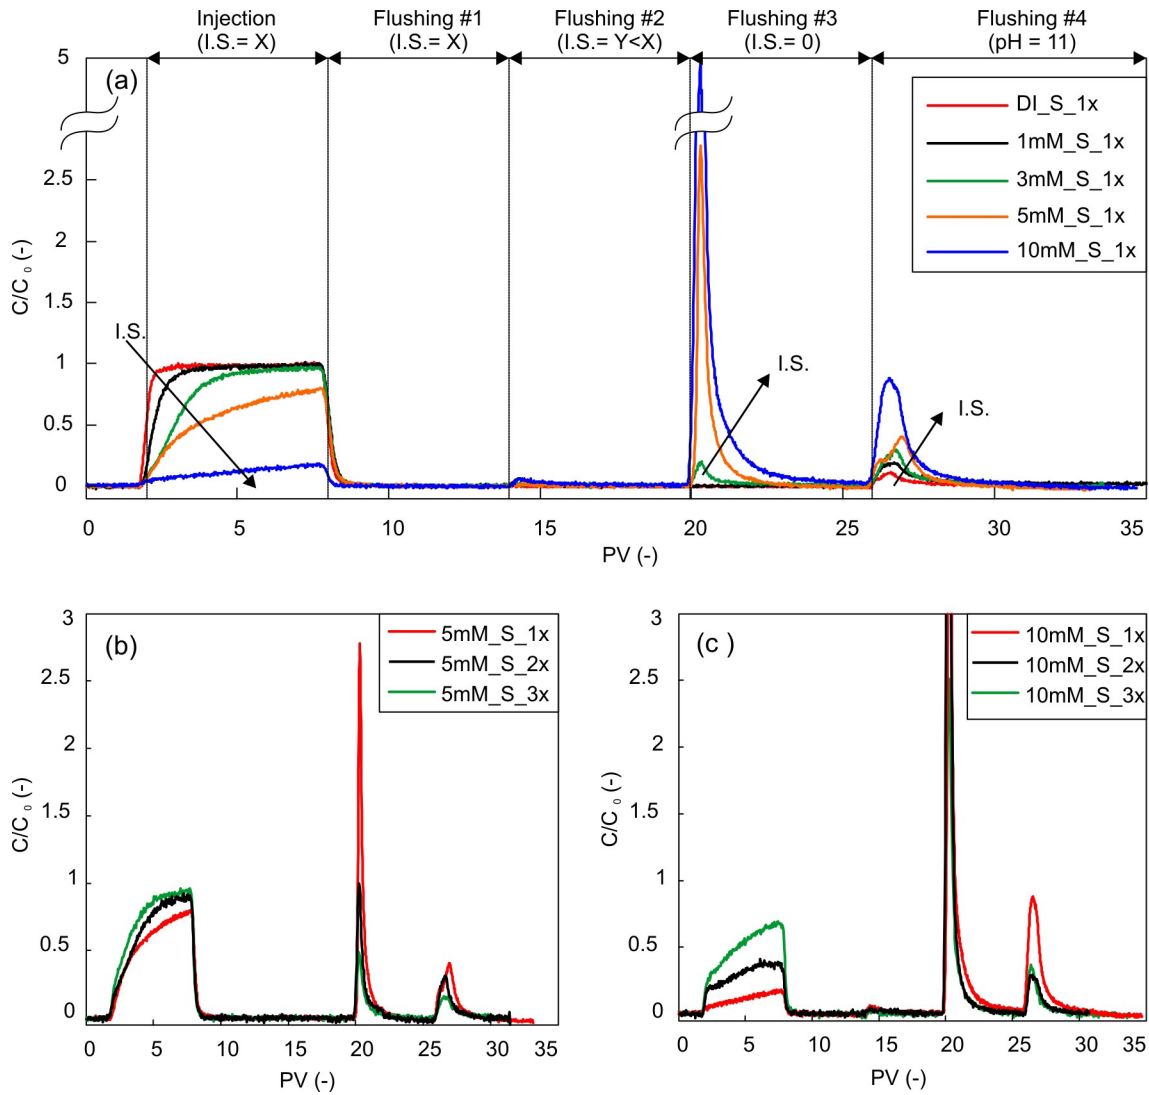 Injection Flushing #1 Flushing #2 Flushing #3 Flushing #4
(I.S.= X) (I.S.= X) (I.S.= Y<X) (I.S.= 0) (pH = 11)
(a)
5
2.5
2
1.5
1
0.5
0
C/C₀ (-)
DI_S_1x
1mM_S_1x
3mM_S_1x
5mM_S_1x
10mM_S_1x
I.S.
I.S.
I.S.
0 5 10 15 20 25 30 35
PV (-)
(b)
3
2.5
2
1.5
1
0.5
0
C/C₀ (-)
5mM_S_1x
5mM_S_2x
5mM_S_3x
0 5 10 15 20 25 30 35
PV (-)
(c )
3
2.5
2
1.5
1
0.5
0
C/C₀ (-)
10mM_S_1x
10mM_S_2x
10mM_S_3x
0 5 10 15 20 25 30 35
PV (-)